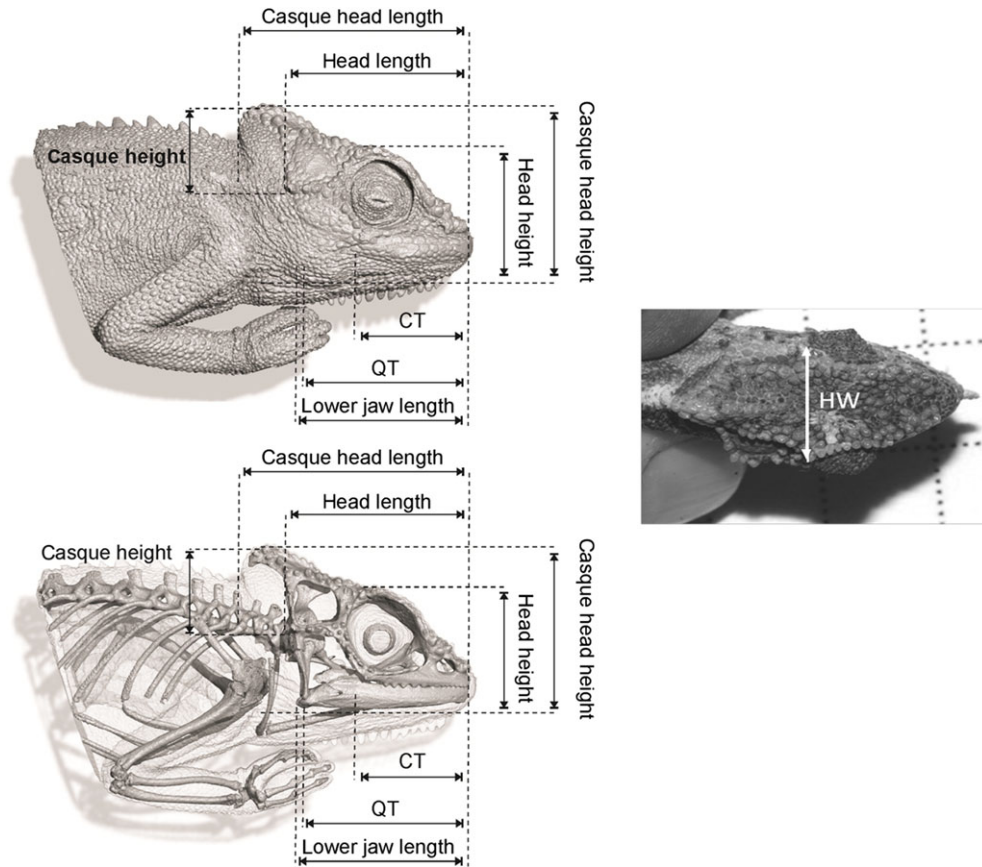 Casque head length
Head length
Casque height
Head height
Casque head height
CT
QT
Lower jaw length
HW
Casque head length
Head length
Casque height
Head height
Casque head height
CT
QT
Lower jaw length